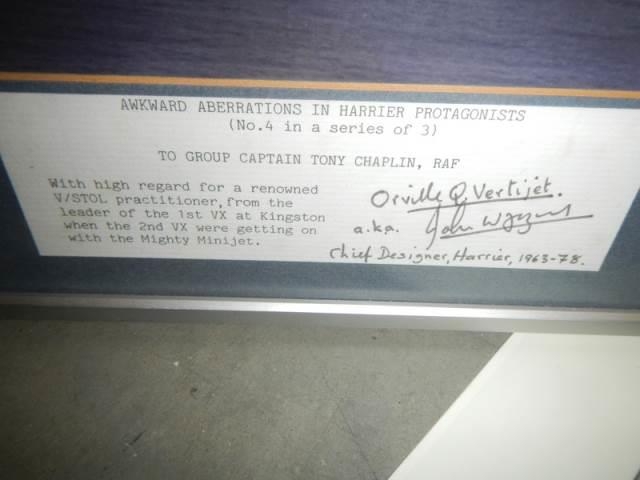 AWKWARD ABERRATIONS IN HARRIER PROTAGONISTS
(No.4 in a series of 3)
TO GROUP CAPTAIN TONY CHAPLIN, RAF
With high regard for a renowned
V/STOL practitioner, from the
leader of the 1st VX at Kingston
when the 2nd VX were getting on
with the Mighty Minijet.
Orville Q. Vertijet.
a.k.a. John
Chief Designer, Harrier, 1963-78.